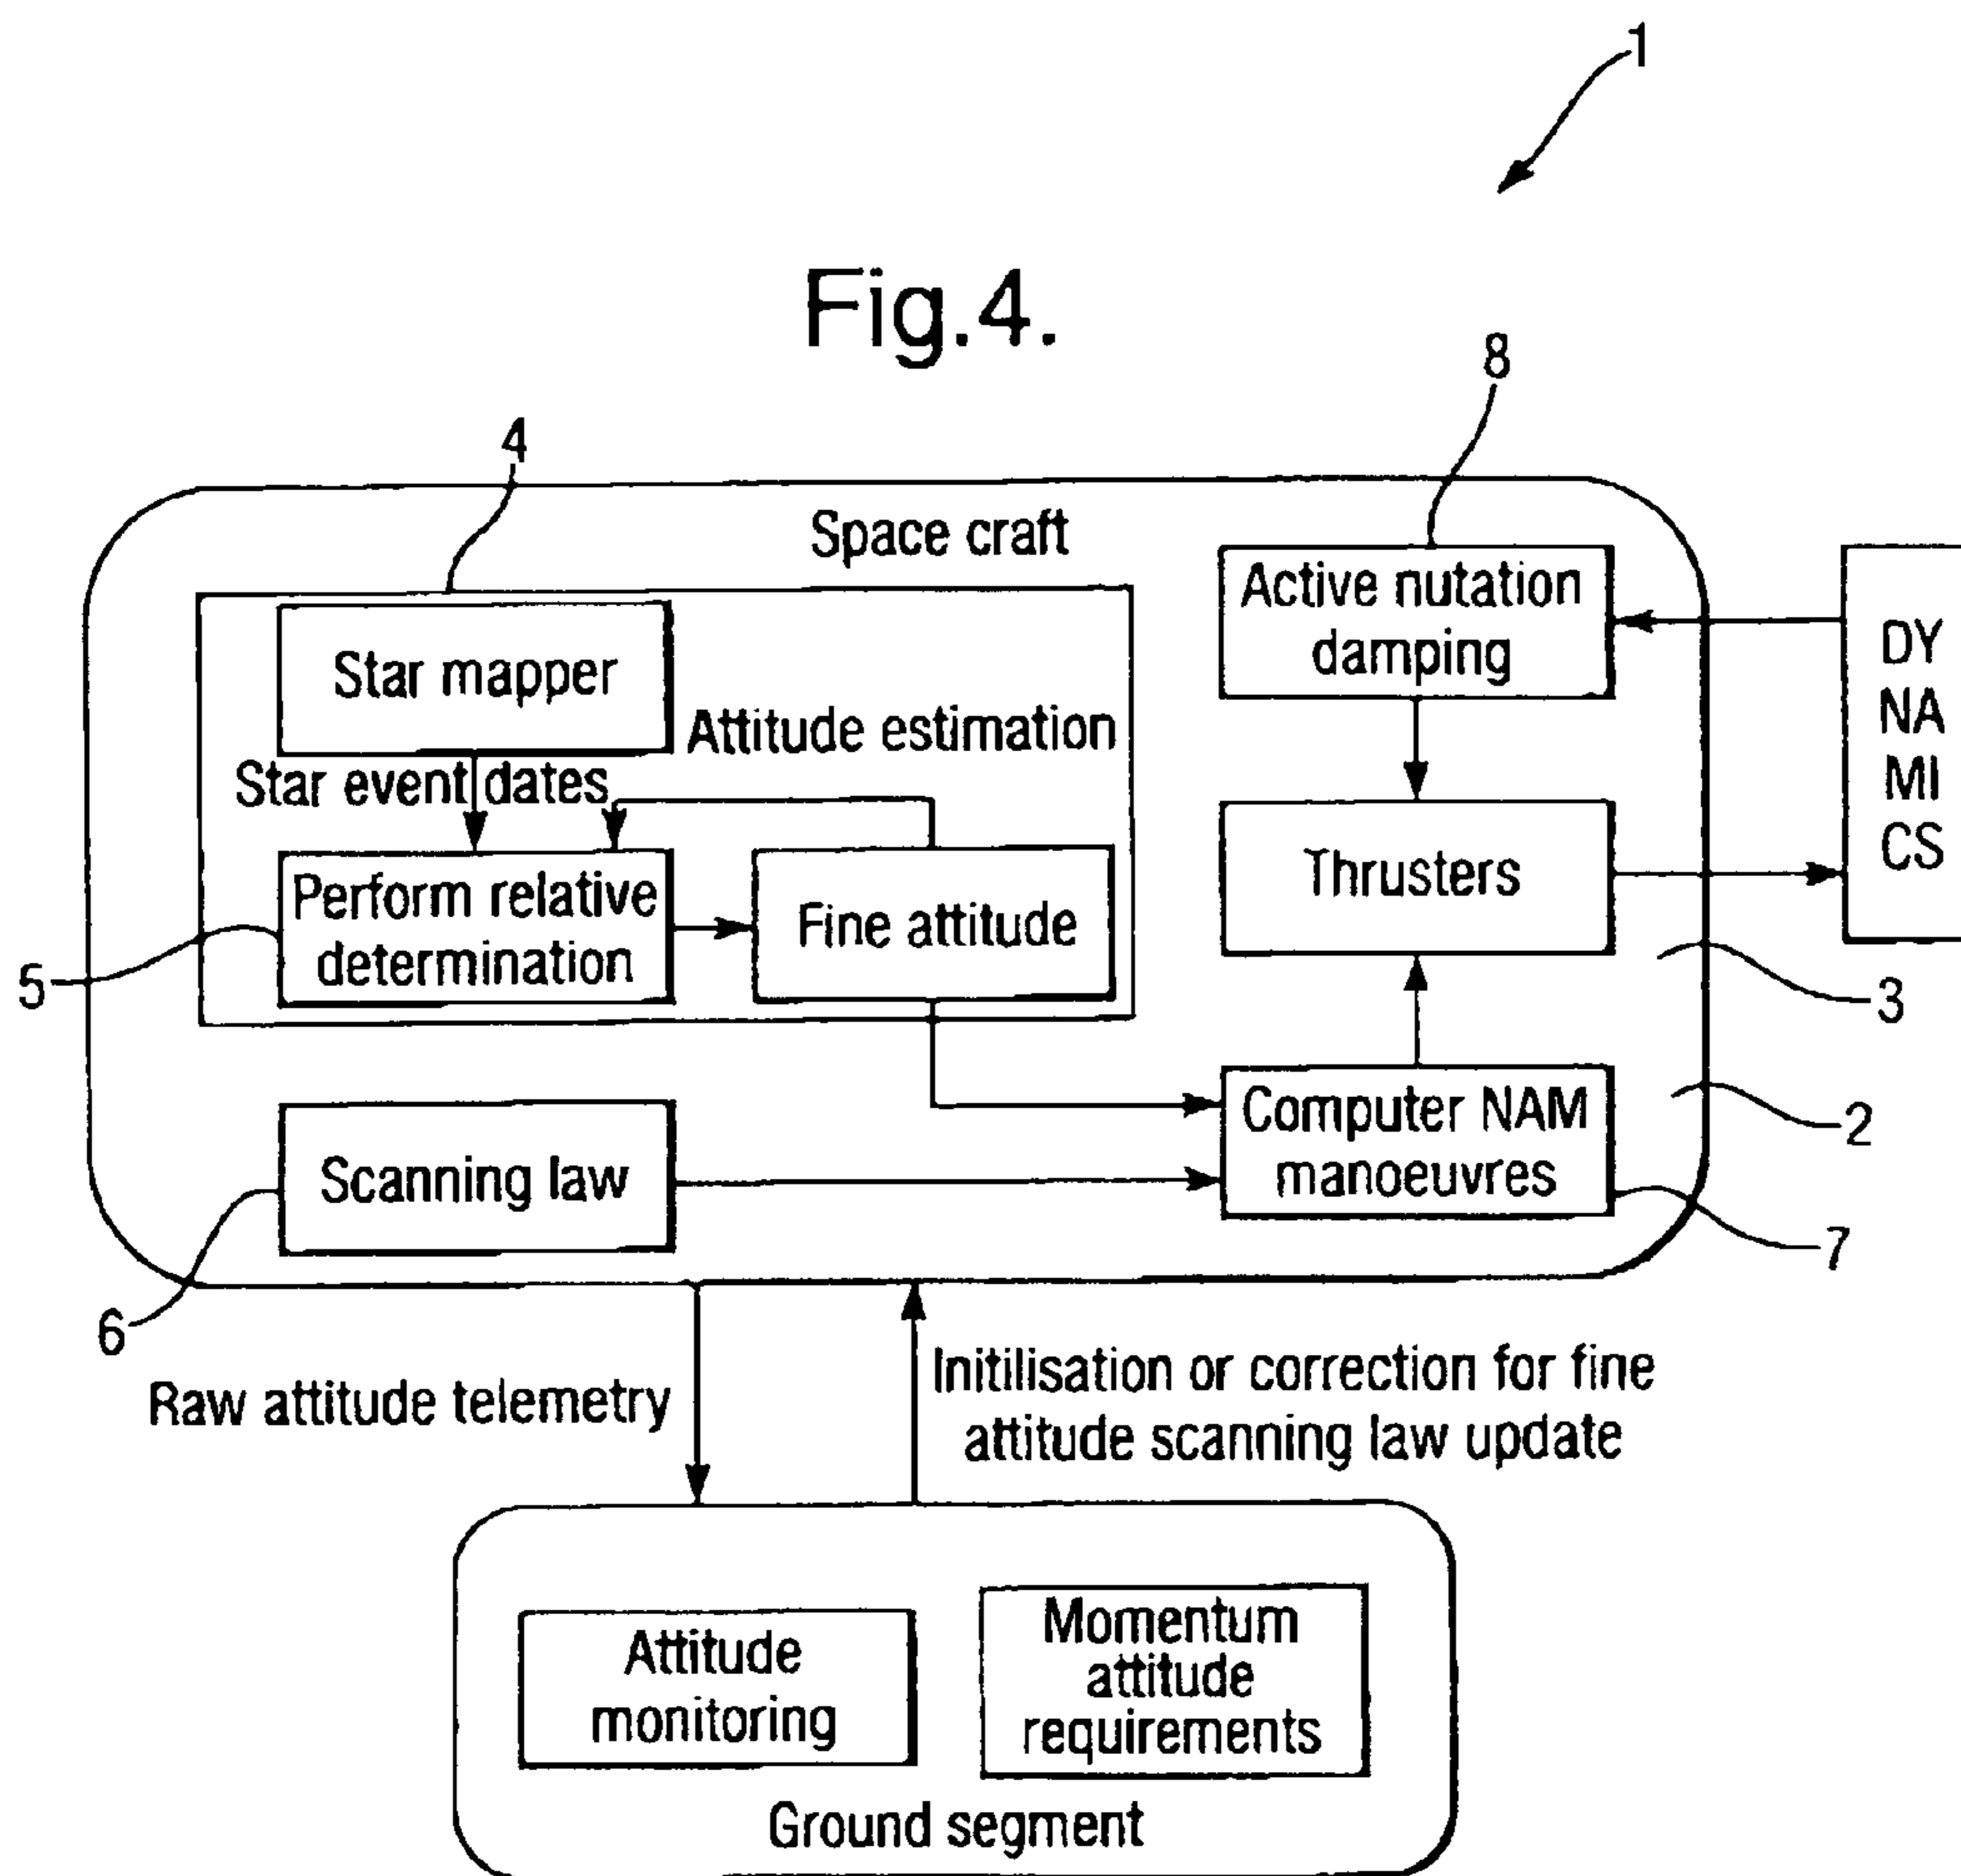 1
Fig.4.
8
4
Space craft
Active nutation
damping
Star mapper
Attitude estimation
DY
NA
MI
CS
Star event dates
Thrusters
Perform relative
determination
Fine attitude
5
3
Computer NAM
manoeuvres
2
Scanning law
7
6
Raw attitude telemetry
Initilisation or correction for fine
attitude scanning law update
Attitude
monitoring
Momentum
attitude
requirements
Ground segment